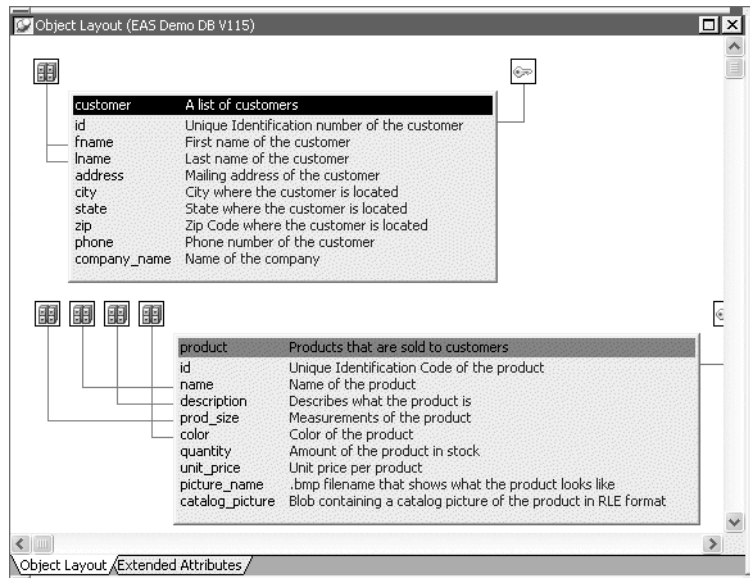 Object Layout (EAS Demo DB V115)
customer A list of customers
id Unique Identification number of the customer
fname First name of the customer
lname Last name of the customer
address Mailing address of the customer
city City where the customer is located
state State where the customer is located
zip Zip Code where the customer is located
phone Phone number of the customer
company_name Name of the company
product Products that are sold to customers
id Unique Identification Code of the product
name Name of the product
description Describes what the product is
prod_size Measurements of the product
color Color of the product
quantity Amount of the product in stock
unit_price Unit price per product
picture_name .bmp filename that shows what the product looks like
catalog_picture Blob containing a catalog picture of the product in RLE format
Object Layout Extended Attributes